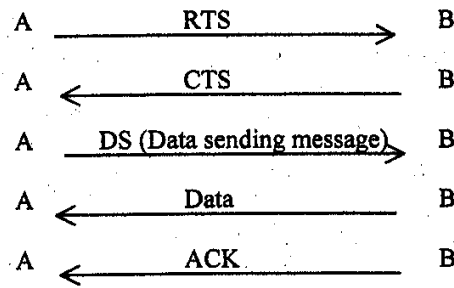 A RTS B
A CTS B
A DS (Data sending message) B
A Data B
A ACK B